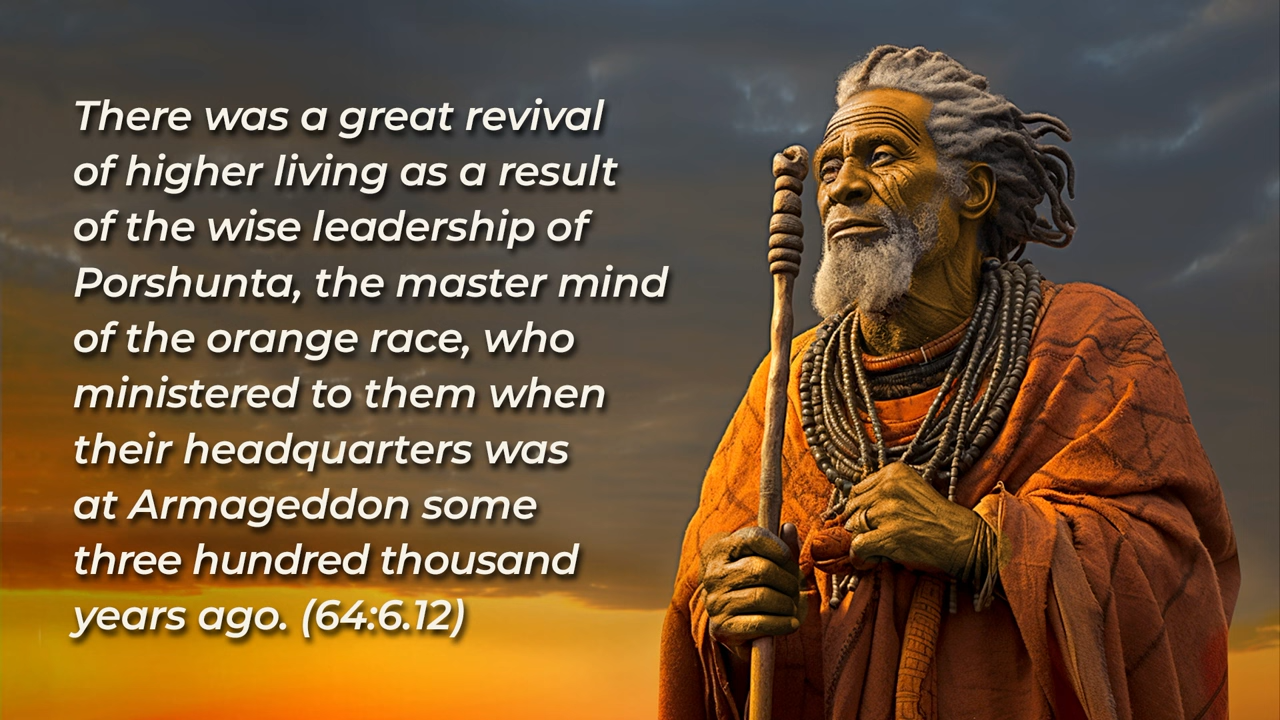 There was a great revival
of higher living as a result
of the wise leadership of
Porshunta, the master mind
of the orange race, who
ministered to them when
their headquarters was
at Armageddon some
three hundred thousand
years ago. (64:6.12)